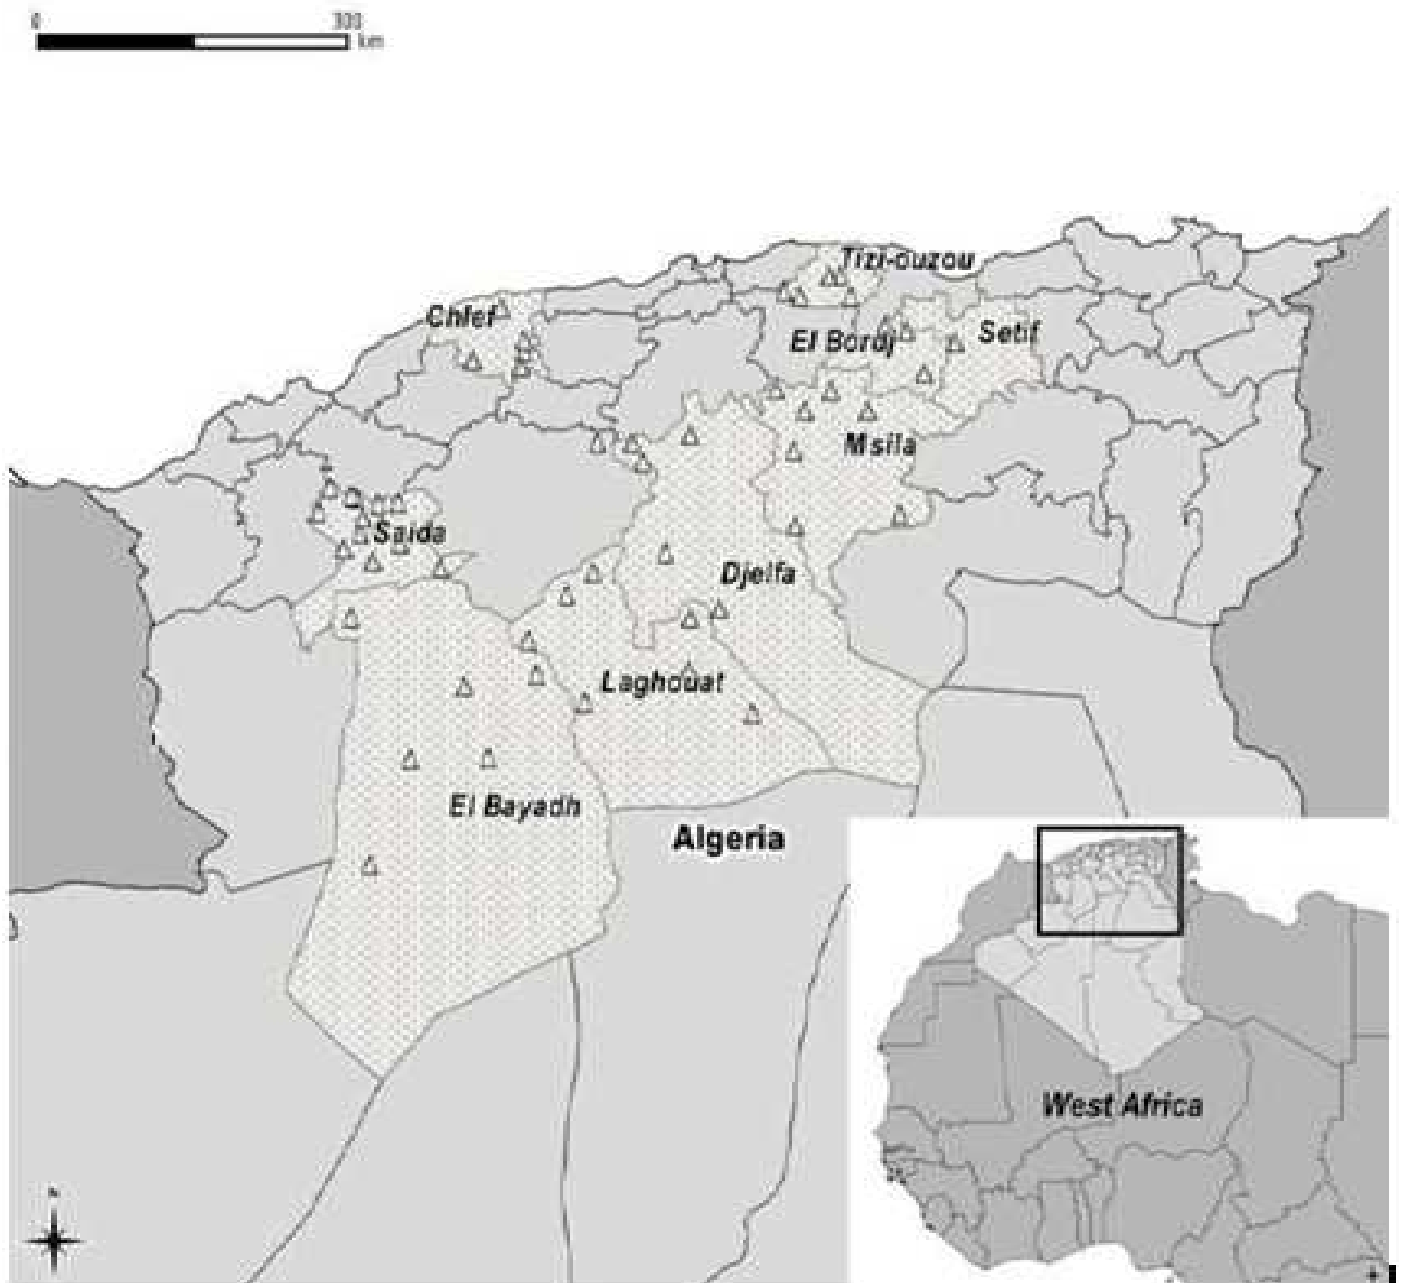 0 300
km
Tizi-ouzou
Chlef
El Bordj
Setif
Msila
Saida
Djelfa
Laghouat
El Bayadh
Algeria
West Africa